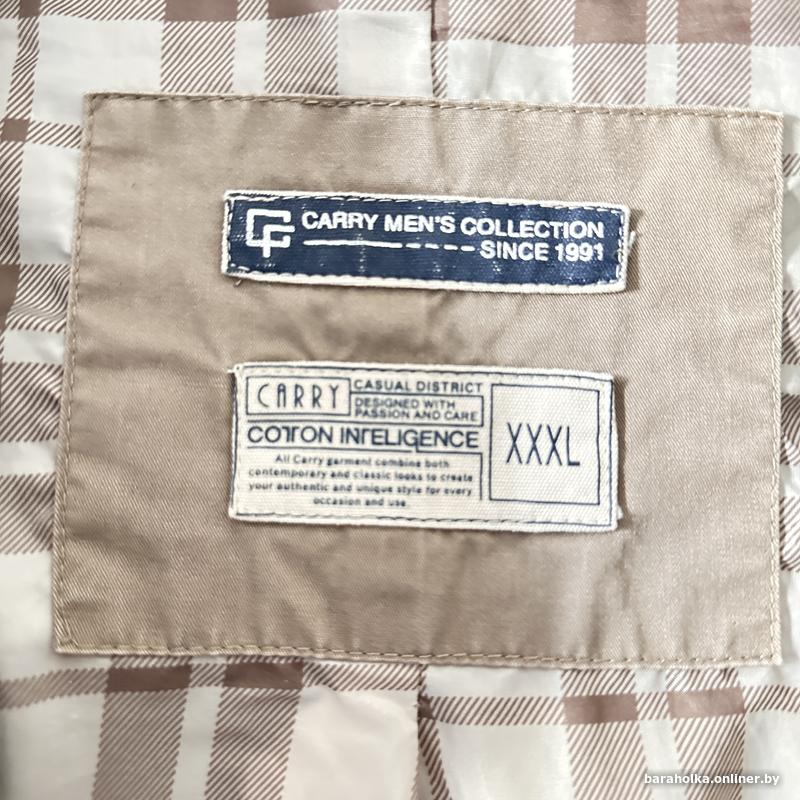 CARRY MEN'S COLLECTION
SINCE 1991
CARRY
CASUAL DISTRICT
DESIGNED WITH
PASSION AND CARE
COTTON INTELIGENCE
All Carry garment combine both
contemporary and classic looks to create
your authentic and unique style for every
occasion and use.
XXXL
baraholka.onliner.by